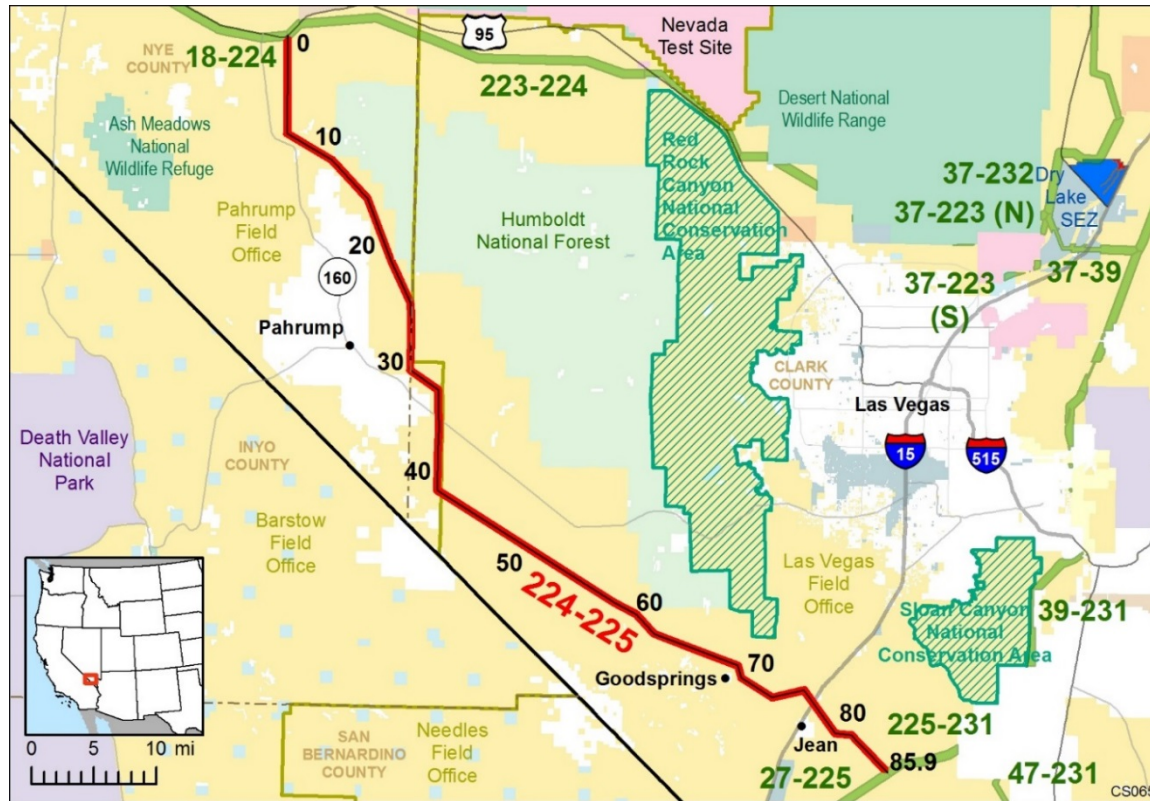 95
Nevada
Test Site
0
NYE
COUNTY
18-224
223-224
Desert National
Wildlife Range
Ash Meadows
National
Wildlife Refuge
10
Red
Rock
Canyon
National
Conservation
Area
37-232
Dry
Lake
SEZ
37-223 (N)
Pahrump
Field
Office
Humboldt
National Forest
20
160
37-39
37-223
(S)
Pahrump
30
CLARK
COUNTY
Las Vegas
15
515
Death Valley
National
Park
INYO
COUNTY
40
Barstow
Field
Office
50
224-225
60
Las Vegas
Field
Office
Sloan Canyon
National
Conservation Area
39-231
70
Goodsprings
80
225-231
Jean
85.9
27-225
47-231
SAN
BERNARDINO
COUNTY
Needles
Field
Office
0 5 10 mi
CS065